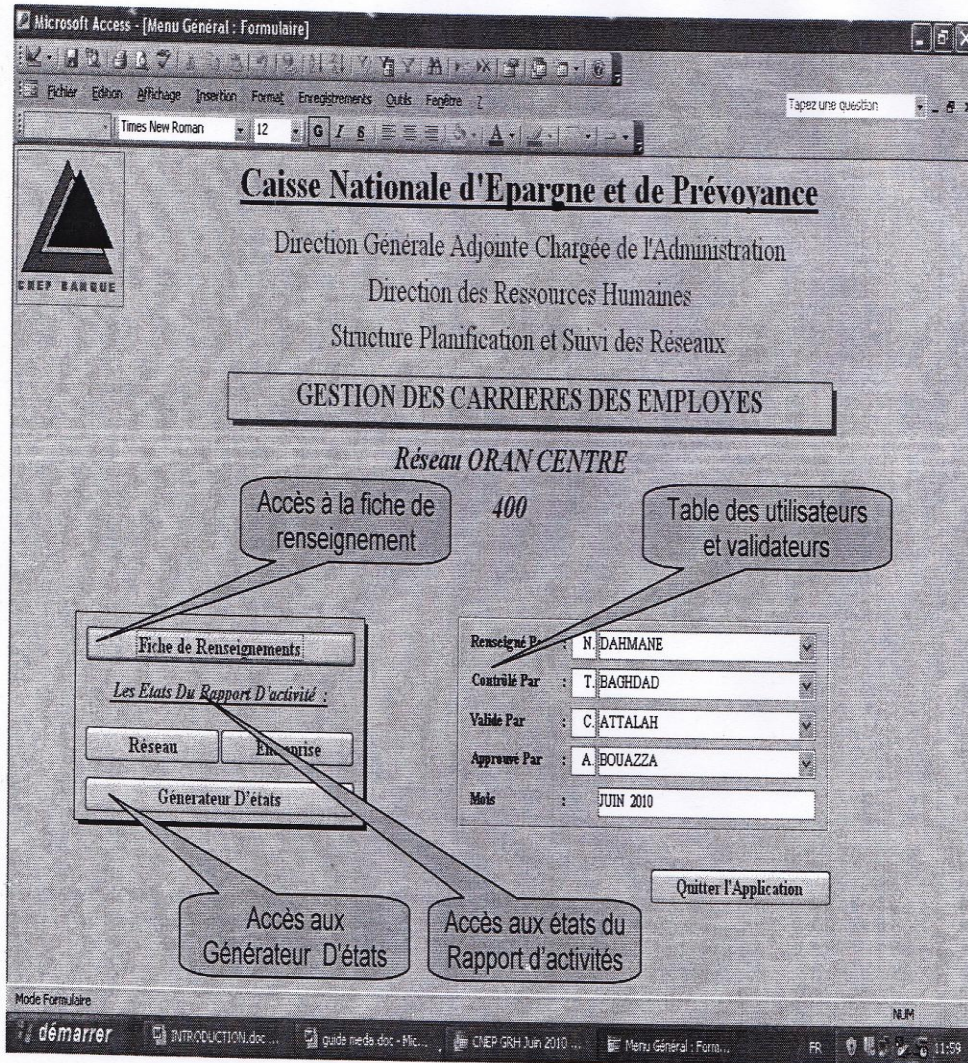 Microsoft Access - [Menu Général : Formulaire]
Fichier Edition Affichage Insertion Format Enregistrements Outils Fenêtre ?
Tapez une question
Times New Roman 12 G I S
CNEP BANQUE
Caisse Nationale d'Epargne et de Prévoyance
Direction Générale Adjointe Chargée de l'Administration
Direction des Ressources Humaines
Structure Planification et Suivi des Réseaux
GESTION DES CARRIERES DES EMPLOYES
Réseau ORAN CENTRE
400
Accès à la fiche de
renseignement
Table des utilisateurs
et validateurs
Fiche de Renseignements
Les Etats Du Rapport D'activité :
Réseau
Génerateur D'états
Renseigné : N. DAHMANE
Contrôlé Par : T. BAGHDAD
Validé Par : C. ATTALAH
Approuvé Par : A. BOUAZZA
Mois : JUIN 2010
Quitter l'Application
Accès aux
Générateur D'états
Accès aux états du
Rapport d'activités
Mode Formulaire
NUM
démarrer
INTRODUCTION.doc ...
guide meda.doc - Mic...
CNEP GRH Juin 2010 ...
Menu Général : Form...
FR
11:59